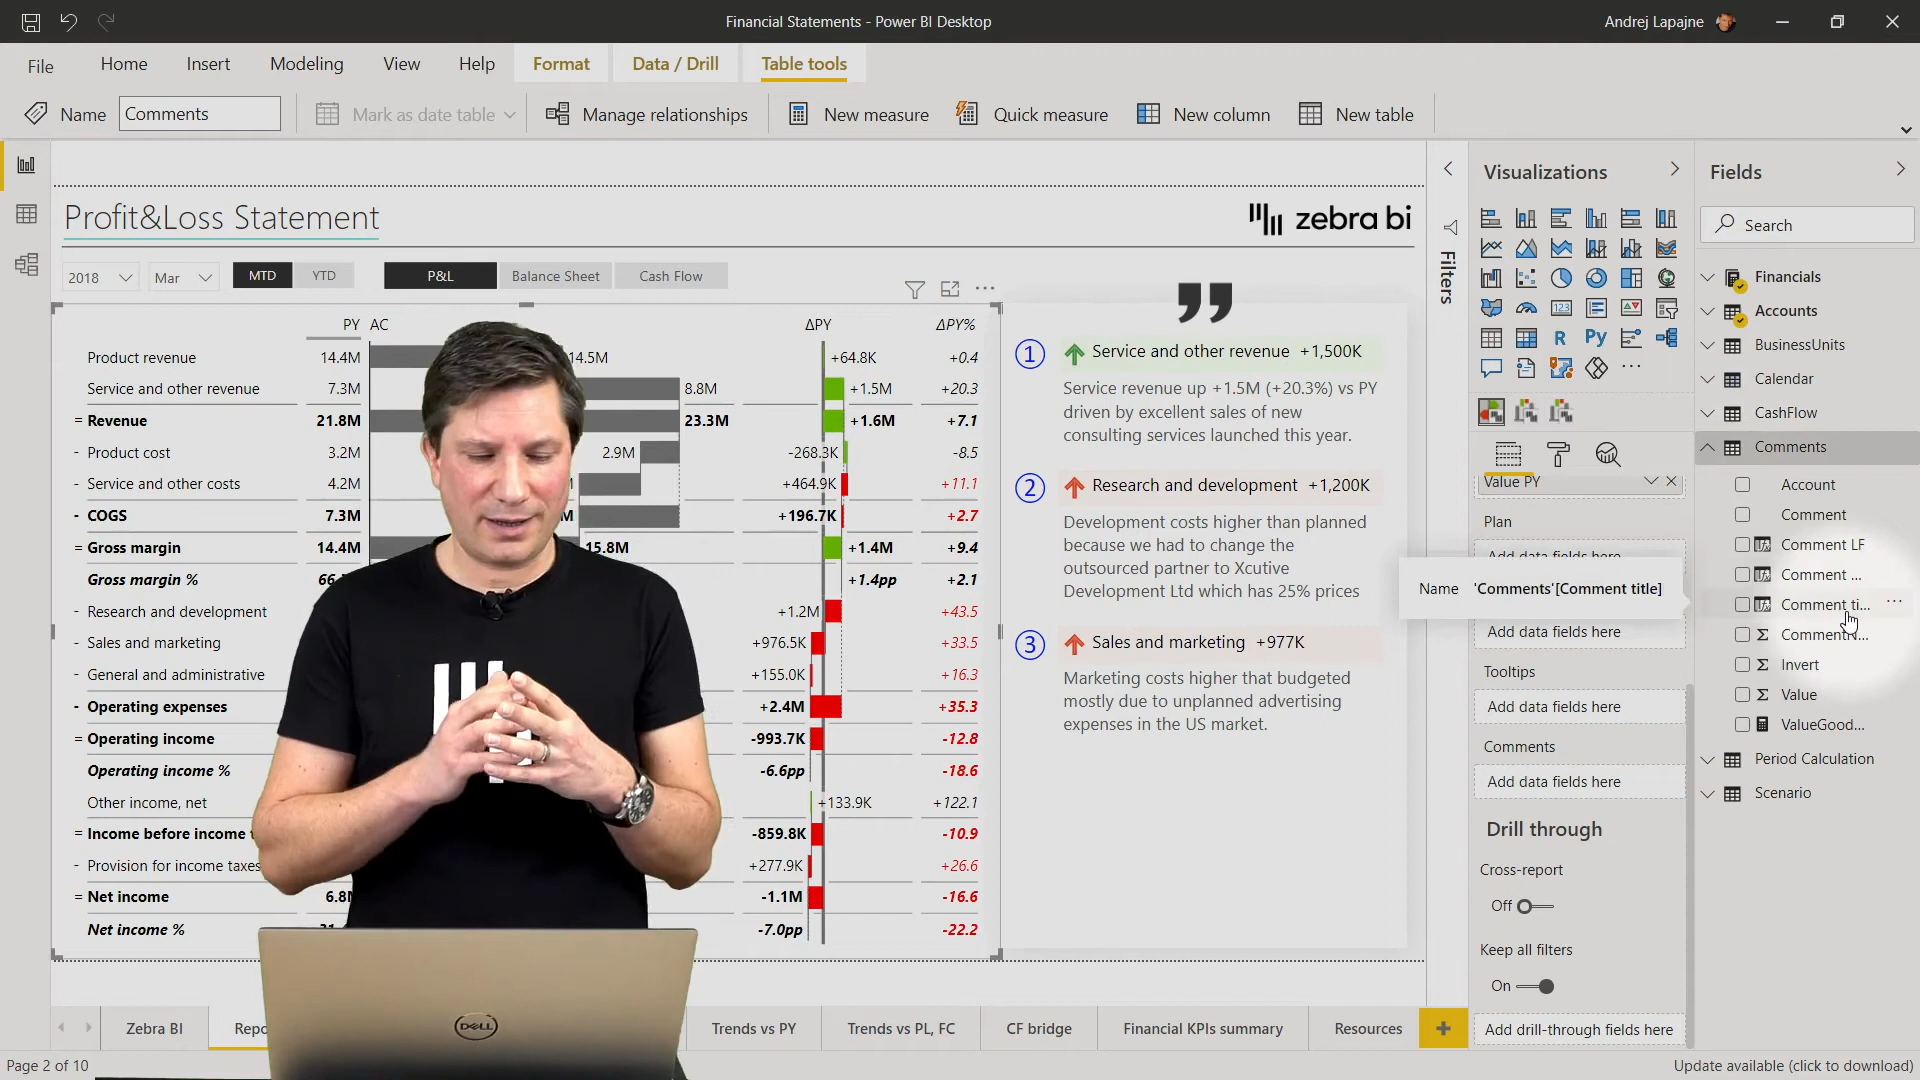 Financial Statements - Power BI Desktop
Andrej Lapajne
File
Home
Insert
Modeling
View
Help
Format
Data / Drill
Table tools
Name
Comments
Mark as date table
Manage relationships
New measure
Quick measure
New column
New table
Profit&Loss Statement
zebra bi
2018
Mar
MTD
YTD
P&L
Balance Sheet
Cash Flow
PY AC ΔPY ΔPY%
Product revenue 14.4M 14.5M +64.8K +0.4
Service and other revenue 7.3M 8.8M +1.5M +20.3
= Revenue 21.8M 23.3M +1.6M +7.1
- Product cost 3.2M 2.9M -268.3K -8.5
- Service and other costs 4.2M +464.9K +11.1
- COGS 7.3M M +196.7K +2.7
= Gross margin 14.4M 15.8M +1.4M +9.4
Gross margin % 66. +1.4pp +2.1
- Research and development +1.2M +43.5
- Sales and marketing +976.5K +33.5
- General and administrative +155.0K +16.3
- Operating expenses +2.4M +35.3
= Operating income -993.7K -12.8
Operating income % -6.6pp -18.6
Other income, net +133.9K +122.1
= Income before income -859.8K -10.9
- Provision for income taxes +277.9K +26.6
= Net income 6.8M -1.1M -16.6
Net income % -7.0pp -22.2
1 Service and other revenue +1,500K
Service revenue up +1.5M (+20.3%) vs PY
driven by excellent sales of new
consulting services launched this year.
2 Research and development +1,200K
Development costs higher than planned
because we had to change the
outsourced partner to Xcutive
Development Ltd which has 25% prices
3 Sales and marketing +977K
Marketing costs higher that budgeted
mostly due to unplanned advertising
expenses in the US market.
Filters
Visualizations
R
Py
123
Value PY
Plan
Add data fields here
Name 'Comments'[Comment title]
Add data fields here
Tooltips
Add data fields here
Comments
Add data fields here
Drill through
Cross-report
Off
Keep all filters
On
Add drill-through fields here
Fields
Search
Financials
Accounts
BusinessUnits
Calendar
CashFlow
Comments
Account
Comment
Comment LF
Comment ...
Comment ti... ...
CommentN...
Invert
Value
ValueGood...
Period Calculation
Scenario
DELL
Zebra BI
Repo
Trends vs PY
Trends vs PL, FC
CF bridge
Financial KPIs summary
Resources
+
Page 2 of 10
Update available (click to download)